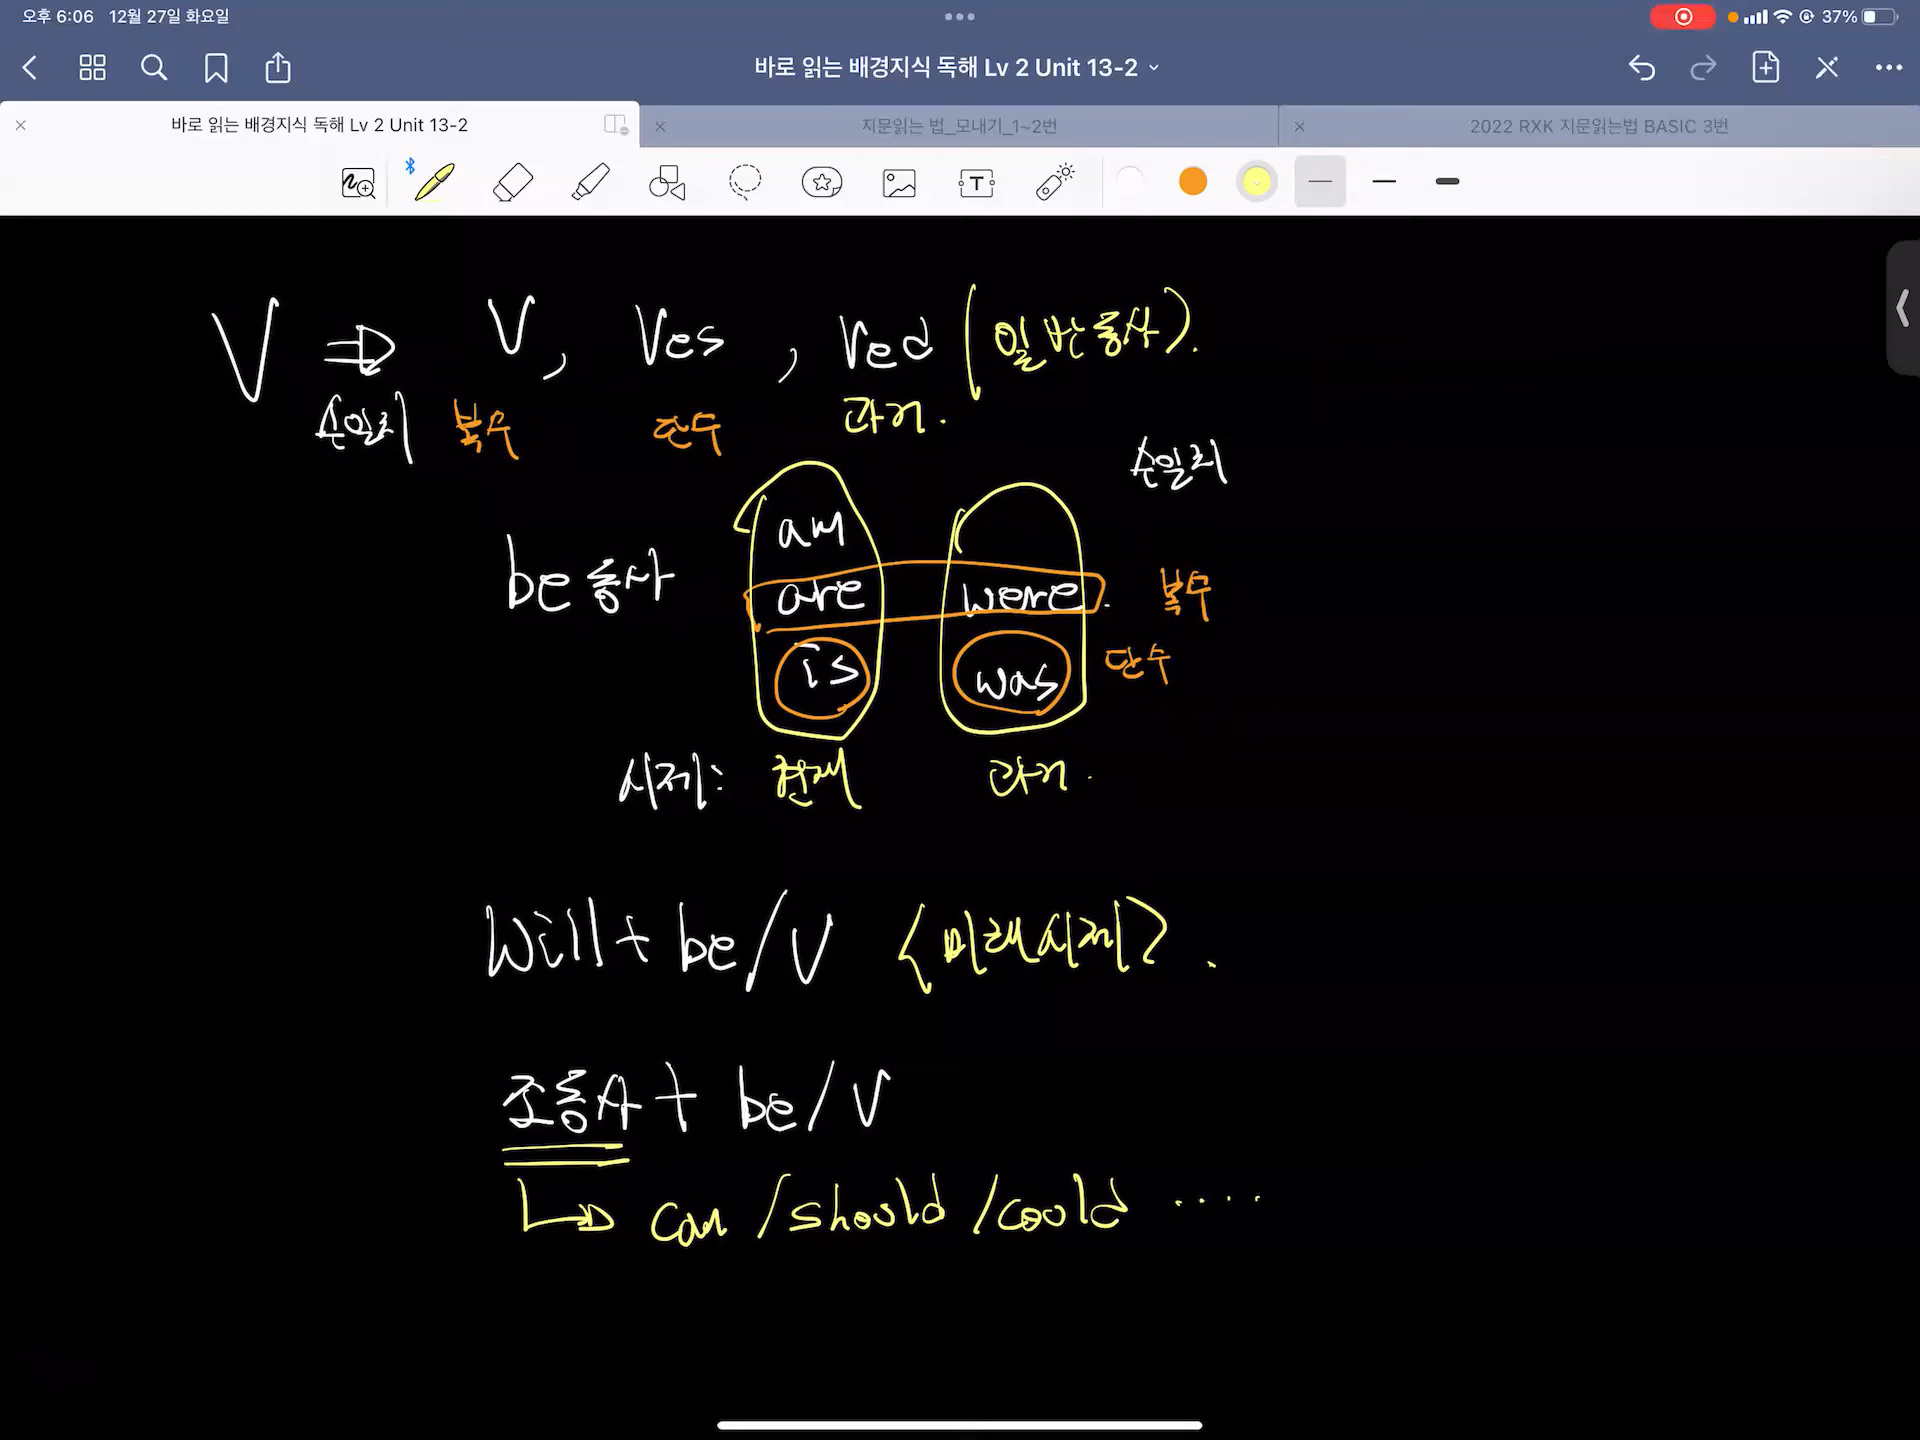 오후 6:06 12월 27일 화요일 37%
바로 읽는 배경지식 독해 Lv 2 Unit 13-2
바로 읽는 배경지식 독해 Lv 2 Unit 13-2 지문읽는 법_모내기_1~2번 2022 RXK 지문읽는법 BASIC 3번
V ⇒ V, Ves, Ved (일반동사).
수일치 복수 단수 과거.
수일치
am
be동사 are were. 복수
is was 단수
시제: 현재 과거.
Will + be/V <미래시제>.
조동사 + be/V
↳ can /should /could ....